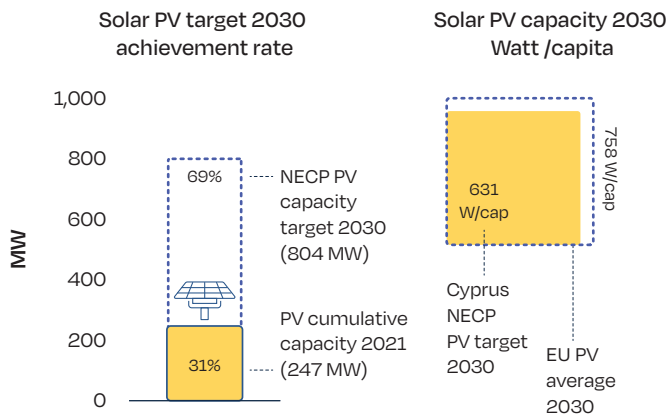 Solar PV target 2030
achievement rate
MW
1,000
800
600
400
200
0
69%
31%
NECP PV
capacity
target 2030
(804 MW)
PV cumulative
capacity 2021
(247 MW)
Solar PV capacity 2030
Watt /capita
631
W/cap
758 W/cap
Cyprus
NECP
PV target
2030
EU PV
average
2030